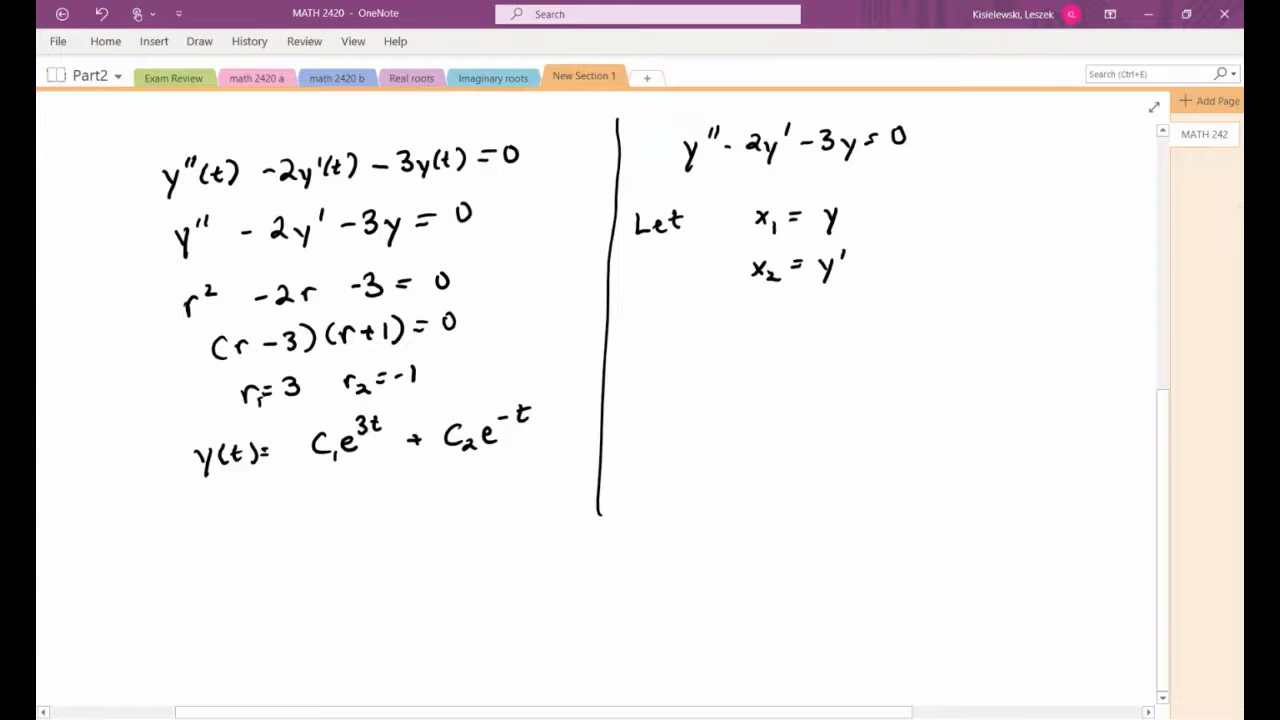 MATH 2420 - OneNote
Search
Kisielewski, Leszek
KL
File Home Insert Draw History Review View Help
Part2
Exam Review
math 2420 a
math 2420 b
Real roots
Imaginary roots
New Section 1
+
Search (Ctrl+E)
+ Add Page
MATH 242
y''(t) -2y'(t) - 3y(t) = 0
y'' - 2y' - 3y = 0
r² -2r -3 = 0
(r - 3)(r + 1) = 0
r₁= 3 r₂ = -1
y(t)= C₁e^{3t} + C₂e^{-t}
y'' - 2y' - 3y = 0
Let x₁ = y
x₂ = y'